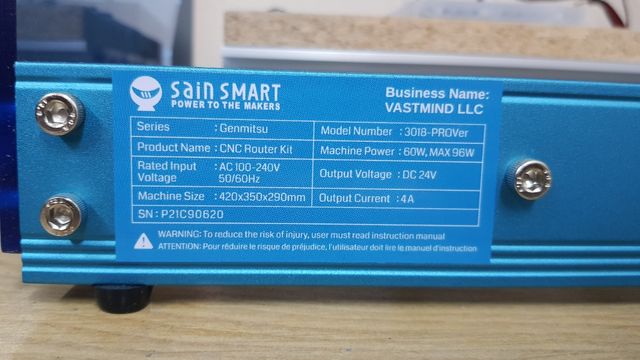 Sain SMART
POWER TO THE MAKERS
Business Name:
VASTMIND LLC
Series : Genmitsu
Model Number : 3018-PROVer
Product Name : CNC Router Kit
Machine Power : 60W, MAX 96W
Rated Input Voltage : AC 100-240V 50/60Hz
Output Voltage : DC 24V
Machine Size : 420x350x290mm
Output Current : 4A
SN : P21C90620
WARNING: To reduce the risk of injury, user must read instruction manual
ATTENTION: Pour réduire le risque de préjudice, l'utilisateur doit lire le manuel d'instruction